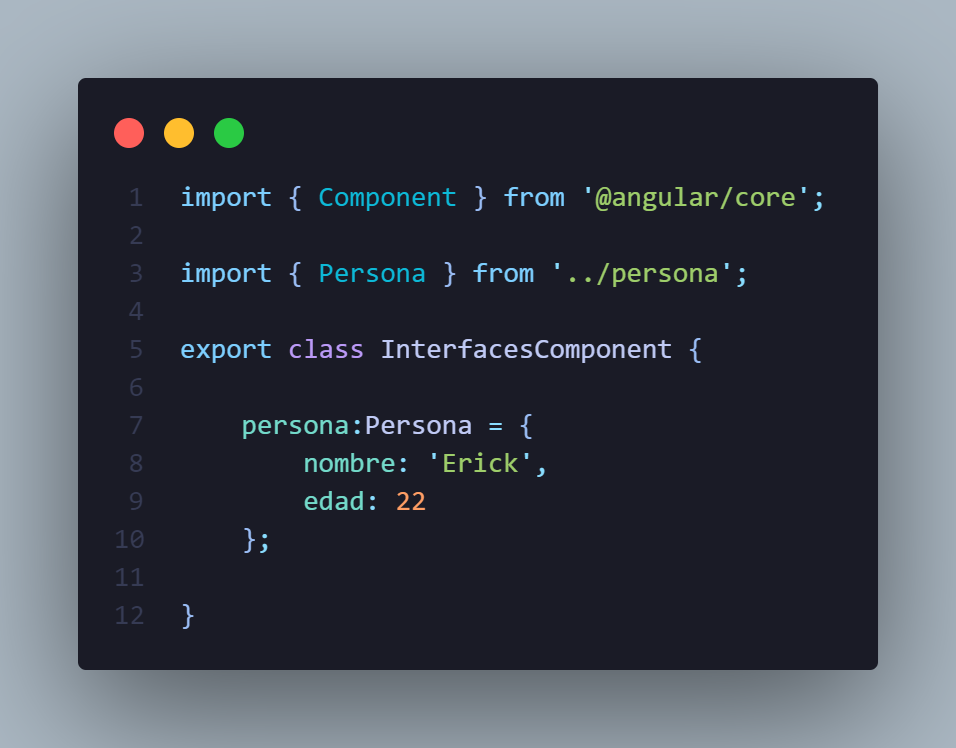 1 import { Component } from '@angular/core';
2
3 import { Persona } from '../persona';
4
5 export class InterfacesComponent {
6
7     persona:Persona = {
8         nombre: 'Erick',
9         edad: 22
10     };
11
12 }